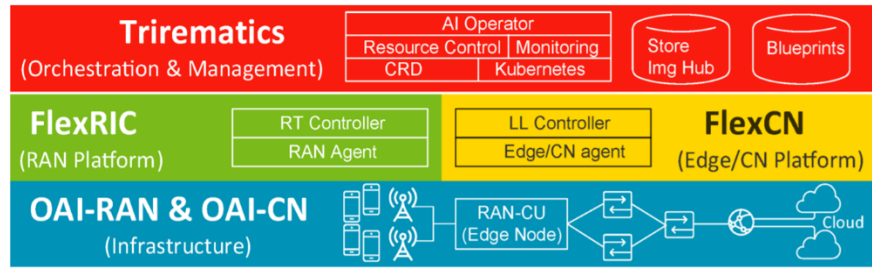 Trirematics
(Orchestration & Management)
AI Operator
Resource Control Monitoring
CRD Kubernetes
Store
Img Hub
Blueprints
FlexRIC
(RAN Platform)
RT Controller
RAN Agent
LL Controller
Edge/CN agent
FlexCN
(Edge/CN Platform)
OAI-RAN & OAI-CN
(Infrastructure)
RAN-CU
(Edge Node)
Cloud